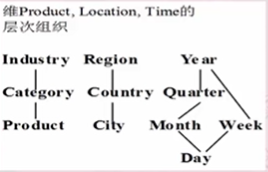 维Product, Location, Time的
层次组织
Industry Region Year
Category Country Quarter
Product City Month Week
Day